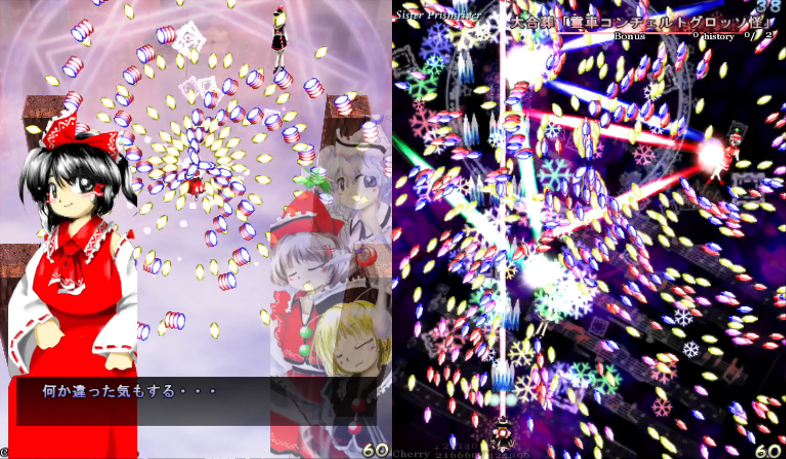 何か違った気もする・・・
60
Sister Prismriver
38
大合葬「霊車コンチェルトグロッソ怪」
Bonus 0 history 0/ 2
Cherry
60